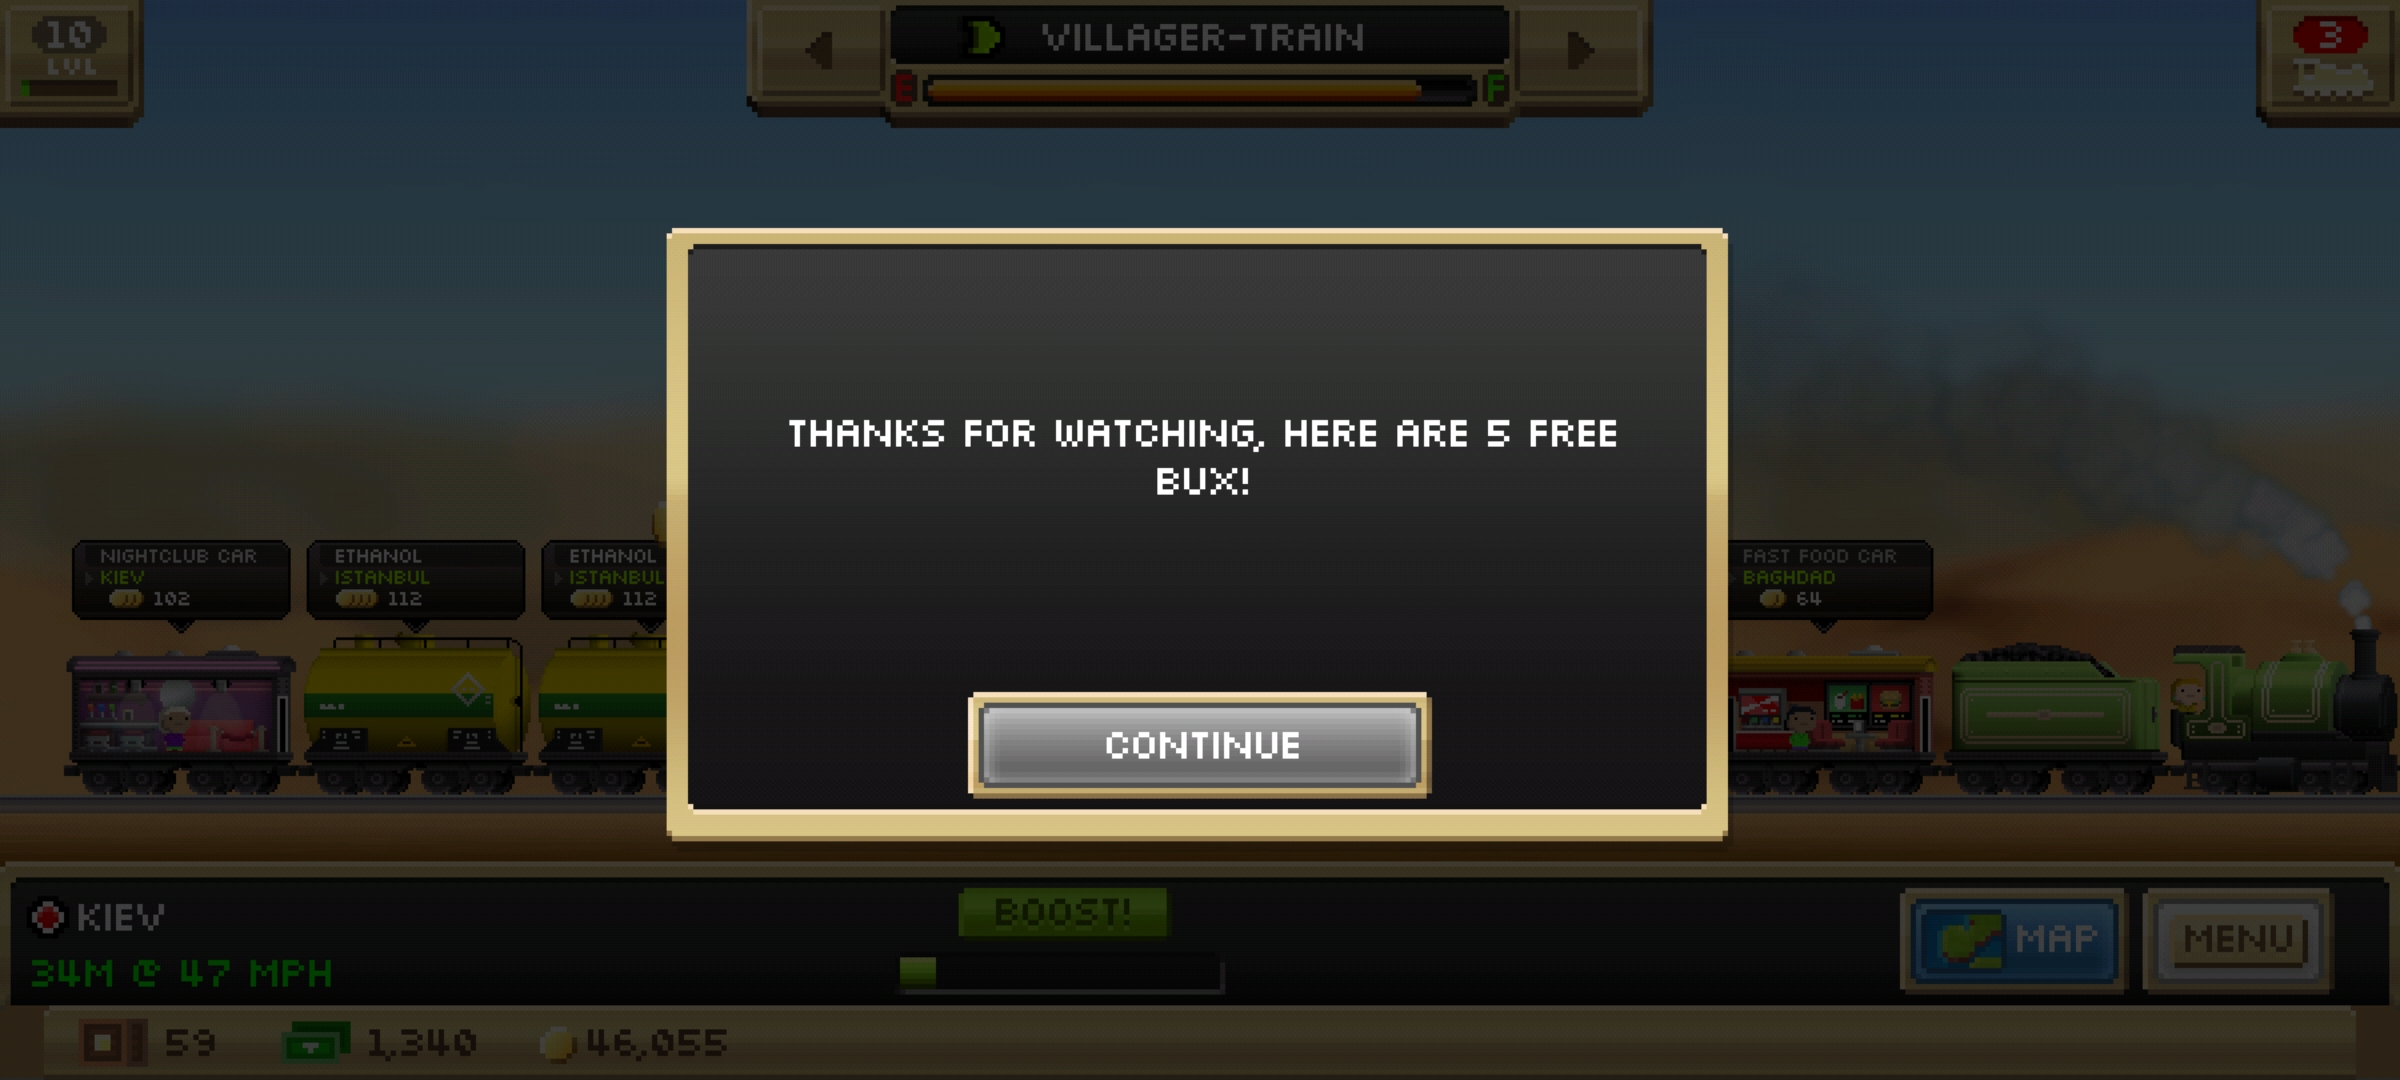 10
LVL
VILLAGER-TRAIN
E F
3
THANKS FOR WATCHING, HERE ARE 5 FREE
BUX!
NIGHTCLUB CAR
KIEV
102
ETHANOL
ISTANBUL
112
ETHANOL
ISTANBUL
112
FAST FOOD CAR
BAGHDAD
64
CONTINUE
KIEV
34M @ 47 MPH
BOOST!
MAP
MENU
59
1,340
46,055